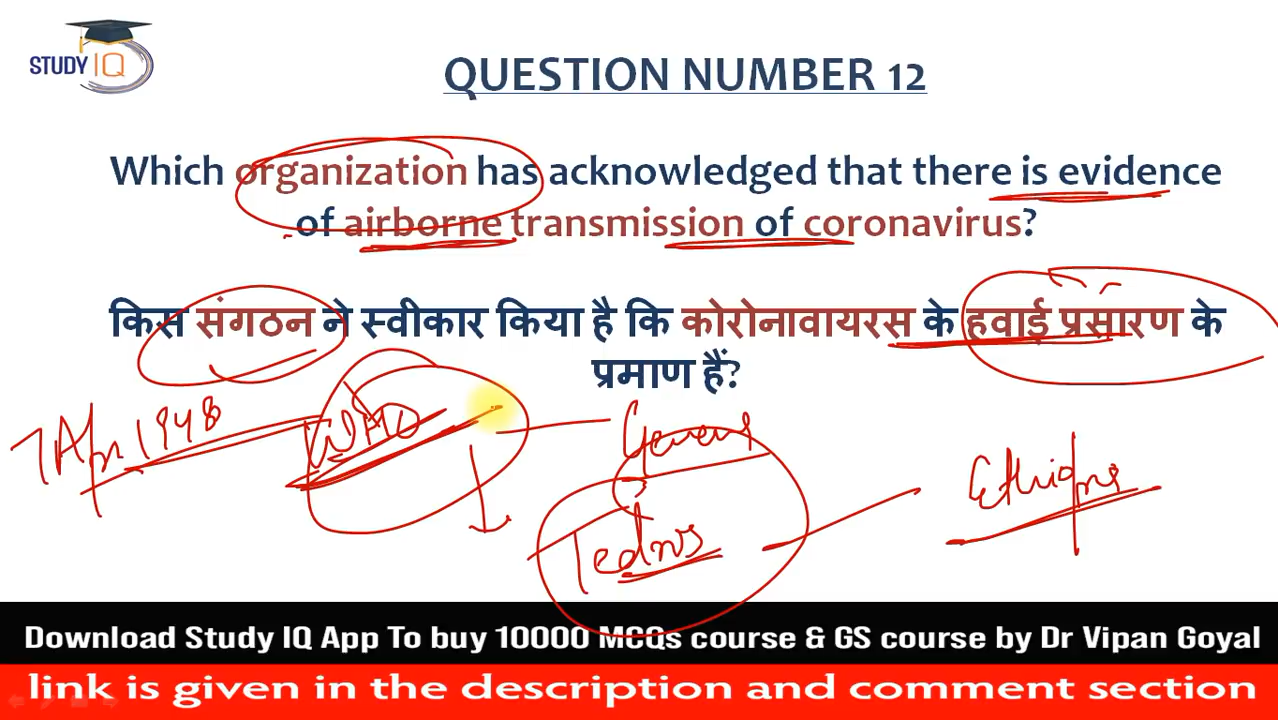 STUDY IQ
QUESTION NUMBER 12
Which organization has acknowledged that there is evidence
of airborne transmission of coronavirus?
किस संगठन ने स्वीकार किया है कि कोरोनावायरस के हवाई प्रसारण के
प्रमाण हैं?
7 Apr 1948 WHO Geneva
Tedros Ethiopia
Download Study IQ App To buy 10000 MCQs course & GS course by Dr Vipan Goyal
link is given in the description and comment section